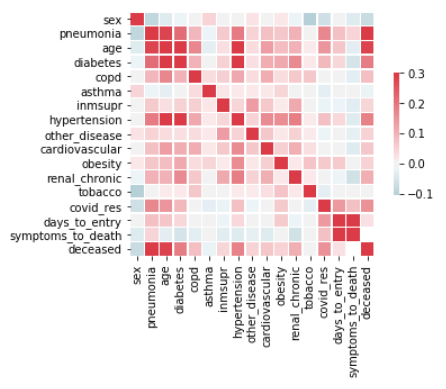 sex
pneumonia
age
diabetes
copd
asthma
inmsupr
hypertension
other_disease
cardiovascular
obesity
renal_chronic
tobacco
covid_res
days_to_entry
symptoms_to_death
deceased
0.3
0.2
0.1
0.0
−0.1
sex
pneumonia
age
diabetes
copd
asthma
inmsupr
hypertension
other_disease
cardiovascular
obesity
renal_chronic
tobacco
covid_res
days_to_entry
symptoms_to_death
deceased